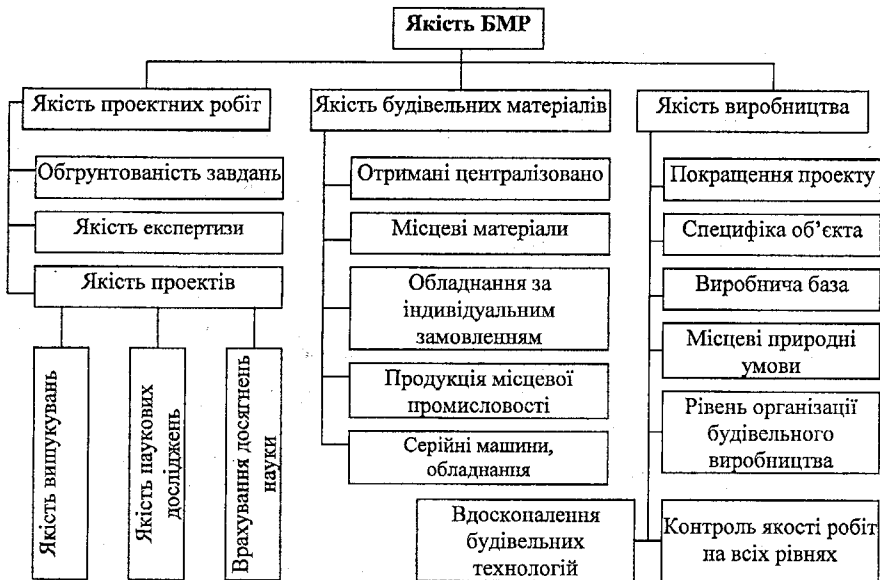 Якість БМР
Якість проектних робіт
Обгрунтованість завдань
Якість експертизи
Якість проектів
Якість вишукувань
Якість паукових
досліджень
Врахування досягнень
науки
Якість будівельних матеріалів
Отримані централізовано
Місцеві матеріали
Обладнання за
індивідуальним
замовленням
Продукція місцевої
промисловості
Серійні машини,
обладнання
Якість виробництва
Покращення проекту
Специфіка об’єкта
Виробнича база
Місцеві природні
умови
Рівень організації
будівельного
виробництва
Вдоскопалення
будівельних
технологій
Контроль якості робіт
на всіх рівнях